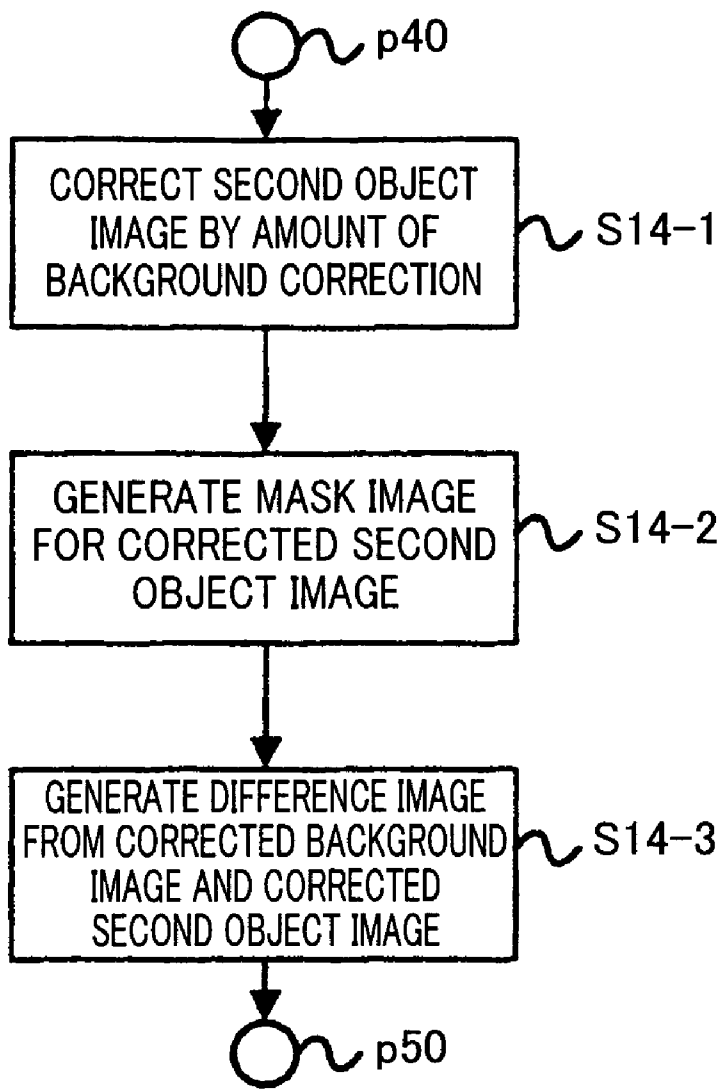 p40
CORRECT SECOND OBJECT
IMAGE BY AMOUNT OF
BACKGROUND CORRECTION
S14-1
GENERATE MASK IMAGE
FOR CORRECTED SECOND
OBJECT IMAGE
S14-2
GENERATE DIFFERENCE IMAGE
FROM CORRECTED BACKGROUND
IMAGE AND CORRECTED
SECOND OBJECT IMAGE
S14-3
p50